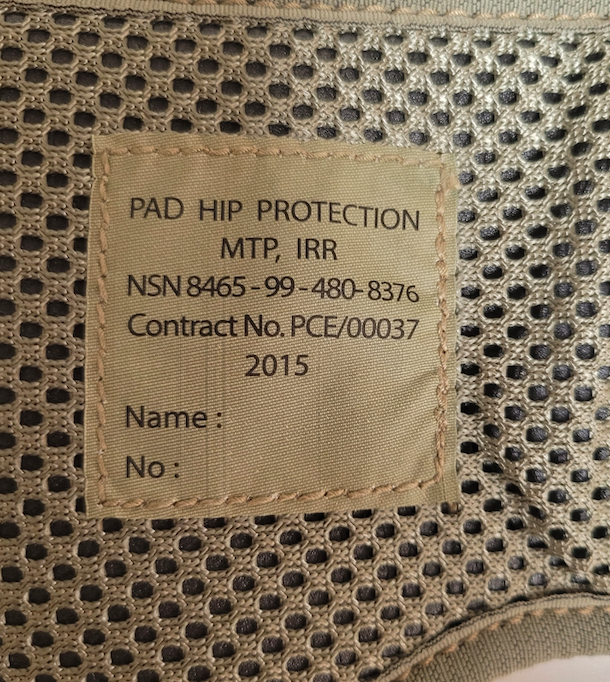 PAD HIP PROTECTION
MTP, IRR
NSN 8465-99-480-8376
Contract No. PCE/00037
2015
Name :
No :